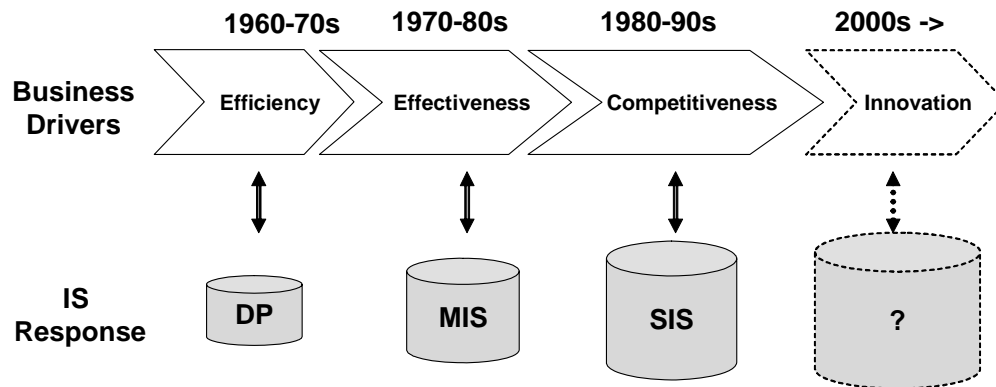 1960-70s 1970-80s 1980-90s 2000s ->
Business
Drivers
Efficiency Effectiveness Competitiveness Innovation
IS
Response
DP MIS SIS ?